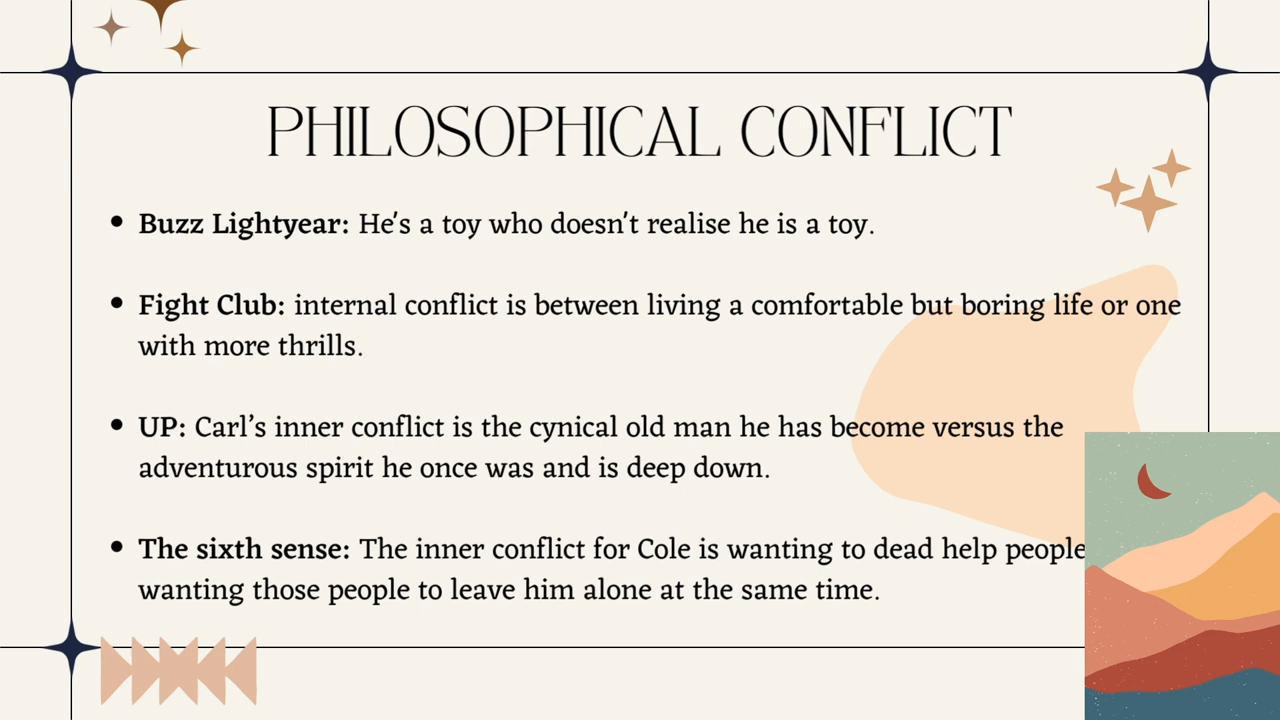 PHILOSOPHICAL CONFLICT
• Buzz Lightyear: He's a toy who doesn't realise he is a toy.
• Fight Club: internal conflict is between living a comfortable but boring life or one
with more thrills.
• UP: Carl’s inner conflict is the cynical old man he has become versus the
adventurous spirit he once was and is deep down.
• The sixth sense: The inner conflict for Cole is wanting to dead help people
wanting those people to leave him alone at the same time.